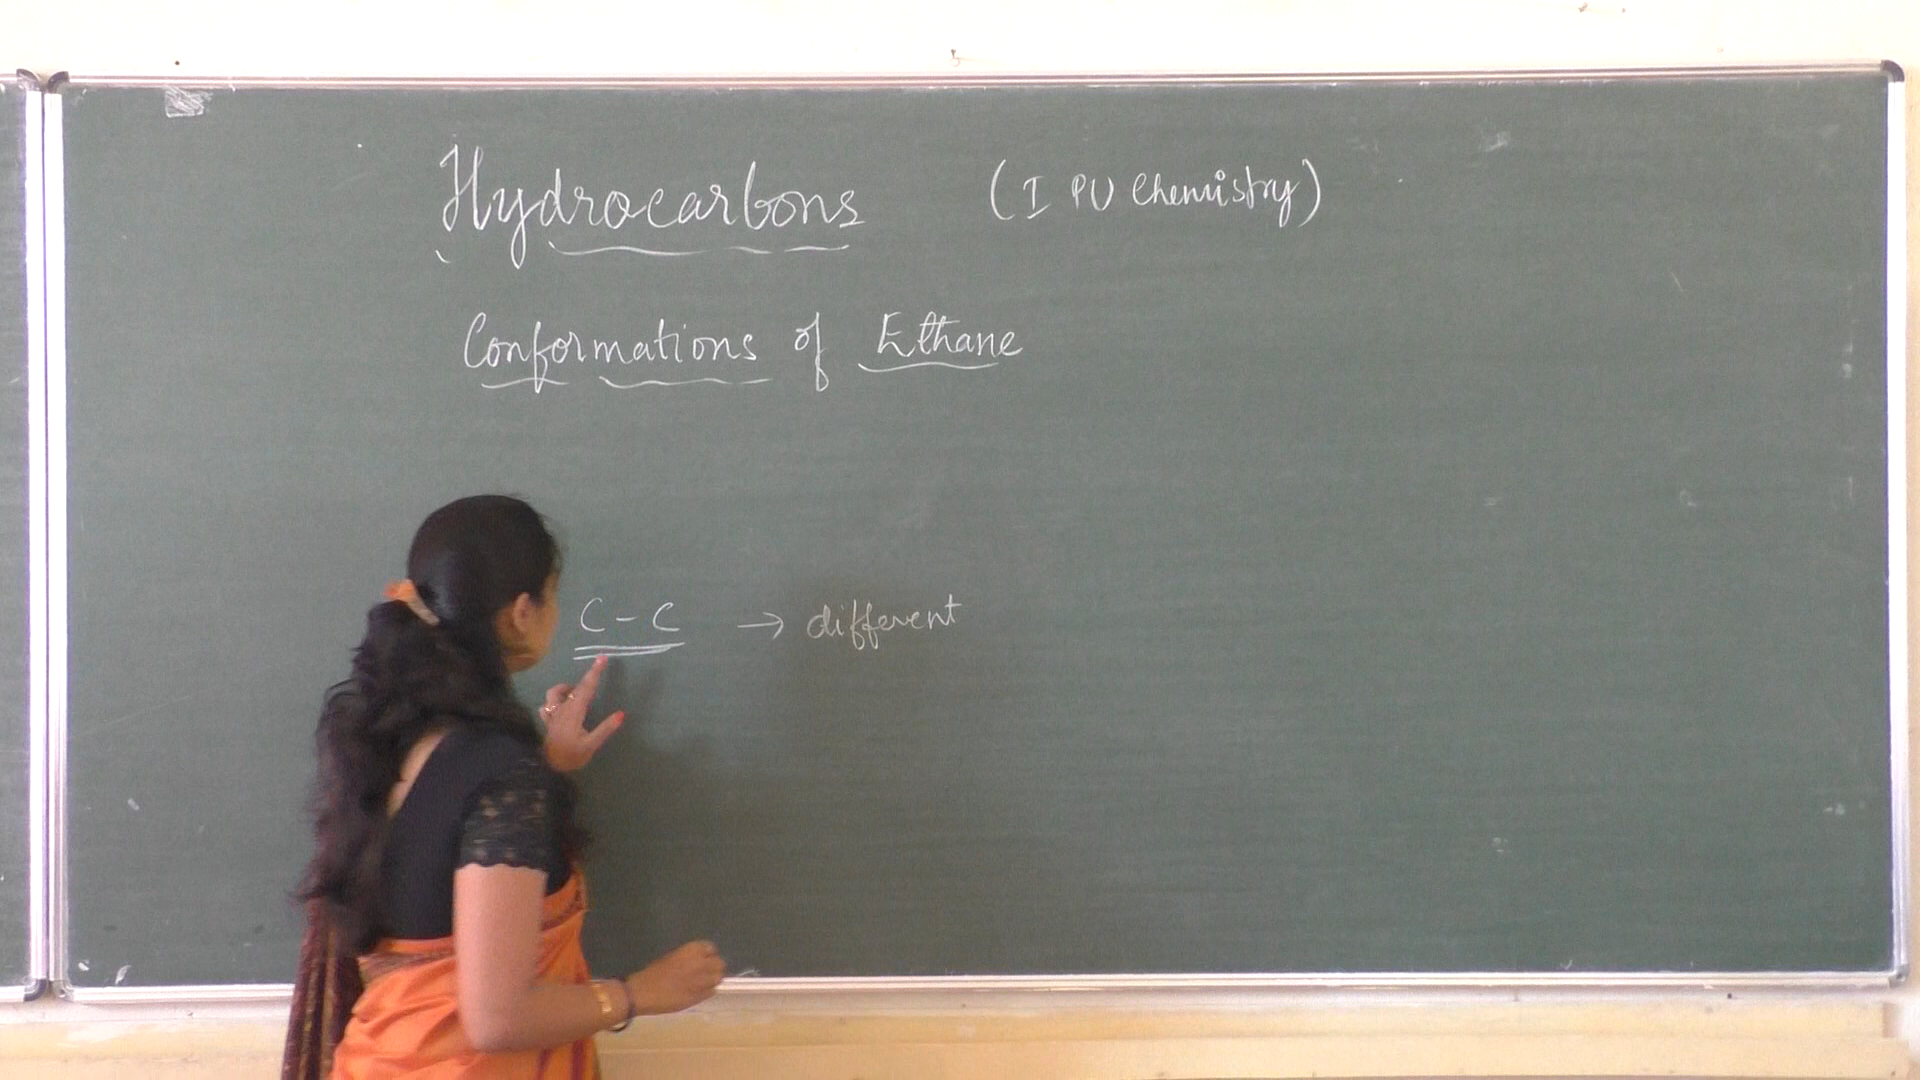 Hydrocarbons (I PU Chemistry)
Conformations of Ethane
C - C → different